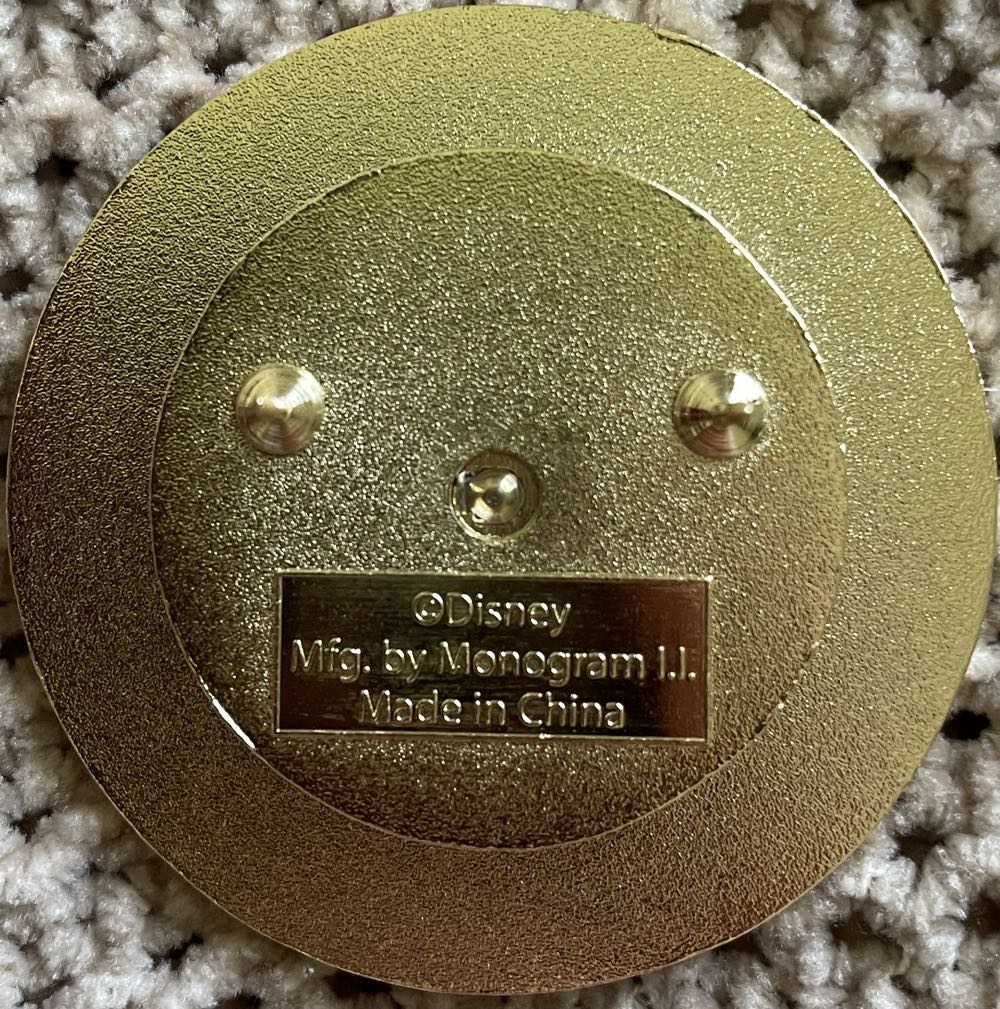 ©Disney
Mfg. by Monogram I.I.
Made in China